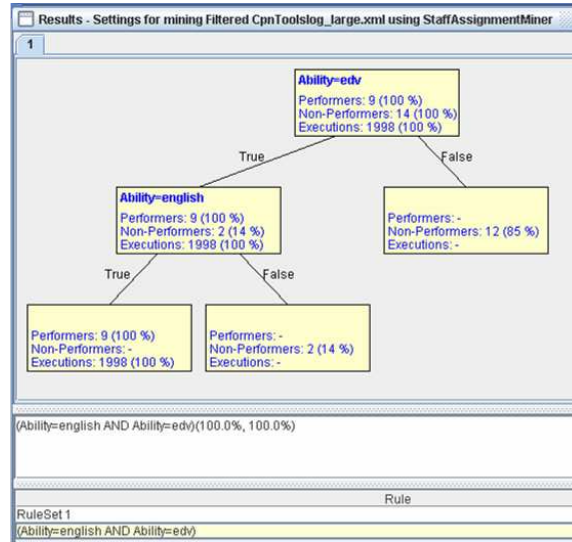 Results - Settings for mining Filtered CpnToolslog_large.xml using StaffAssignmentMiner
1
Ability=edv
Performers: 9 (100 %)
Non-Performers: 14 (100 %)
Executions: 1998 (100 %)
True
False
Ability=english
Performers: 9 (100 %)
Non-Performers: 2 (14 %)
Executions: 1998 (100 %)
Performers: -
Non-Performers: 12 (85 %)
Executions: -
True
False
Performers: 9 (100 %)
Non-Performers: -
Executions: 1998 (100 %)
Performers: -
Non-Performers: 2 (14 %)
Executions: -
(Ability=english AND Ability=edv)(100.0%, 100.0%)
Rule
RuleSet 1
(Ability=english AND Ability=edv)